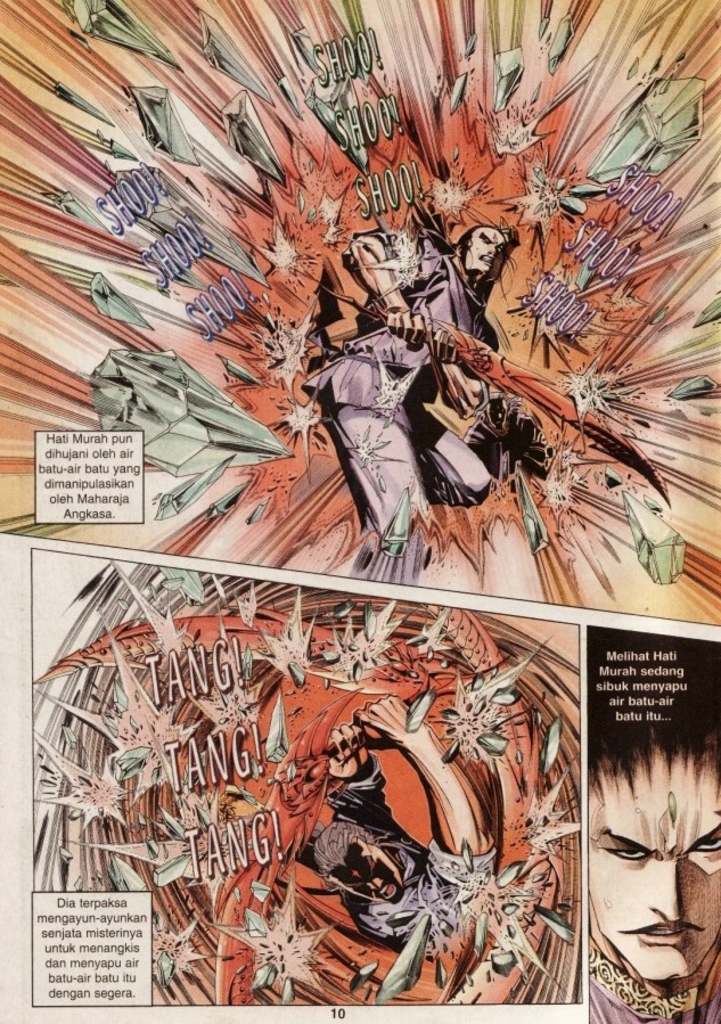 SHOO!
SHOO!
SHOO!
SHOO!
SHOO!
SHOO!
SHOO!
SHOO!
SHOO!
Hati Murah pun
dihujani oleh air
batu-air batu yang
dimanipulasikan
oleh Maharaja
Angkasa.
TANG!
TANG!
TANG!
Dia terpaksa
mengayun-ayunkan
senjata misterinya
untuk menangkis
dan menyapu air
batu-air batu itu
dengan segera.
Melihat Hati
Murah sedang
sibuk menyapu
air batu-air
batu itu...
10